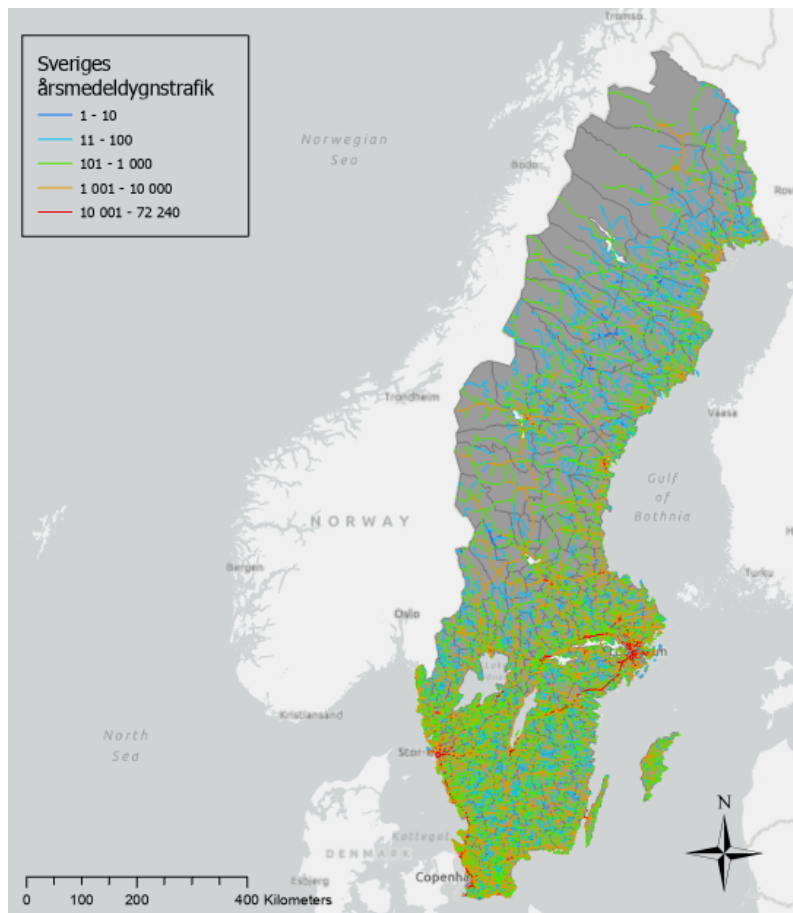 Sveriges
årsmedeldygnstrafik
1 - 10
11 - 100
101 - 1 000
1 001 - 10 000
10 001 - 72 240
Tromsø
Norwegian
Sea
Bodø
Trondheim
Vaasa
Gulf
of
Bothnia
NORWAY
Bergen
Turku
Oslo
Kristiansand
North
Sea
Kattegat
DENMARK
Esbjerg
N
0 100 200 400 Kilometers